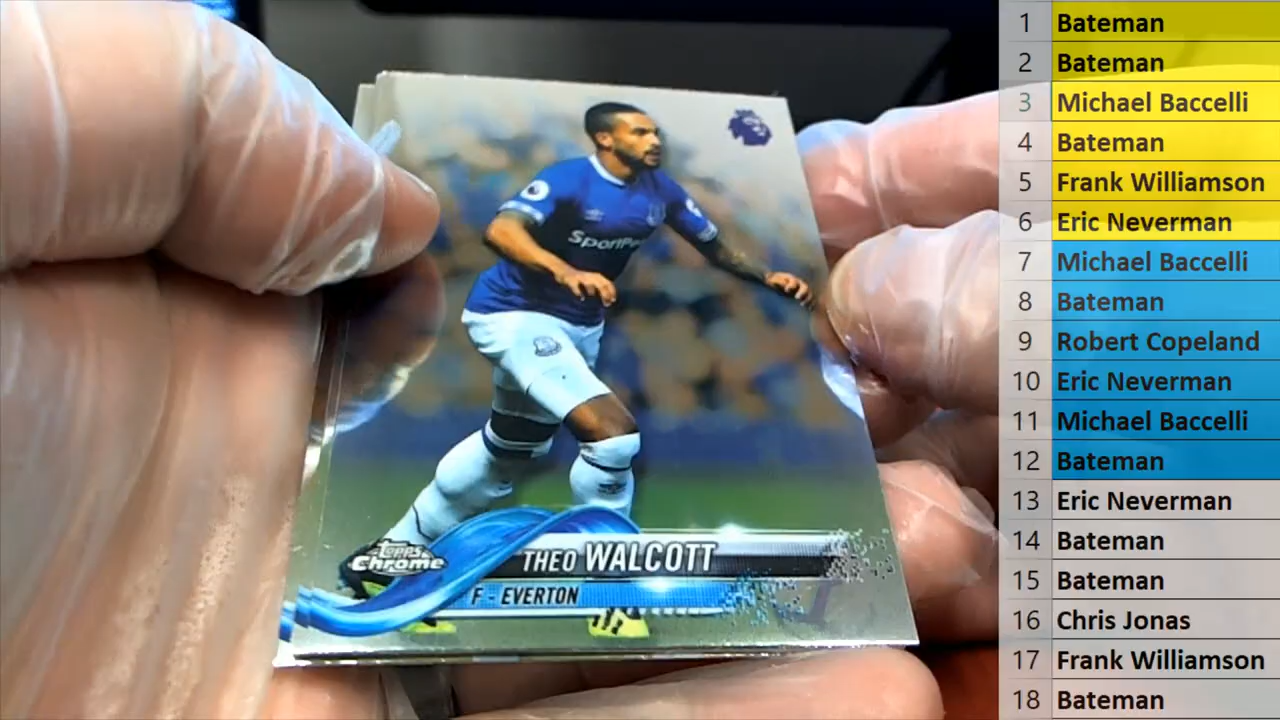 SportPe
Topps
Chrome
THEO WALCOTT
F - EVERTON
1 Bateman
2 Bateman
3 Michael Baccelli
4 Bateman
5 Frank Williamson
6 Eric Neverman
7 Michael Baccelli
8 Bateman
9 Robert Copeland
10 Eric Neverman
11 Michael Baccelli
12 Bateman
13 Eric Neverman
14 Bateman
15 Bateman
16 Chris Jonas
17 Frank Williamson
18 Bateman